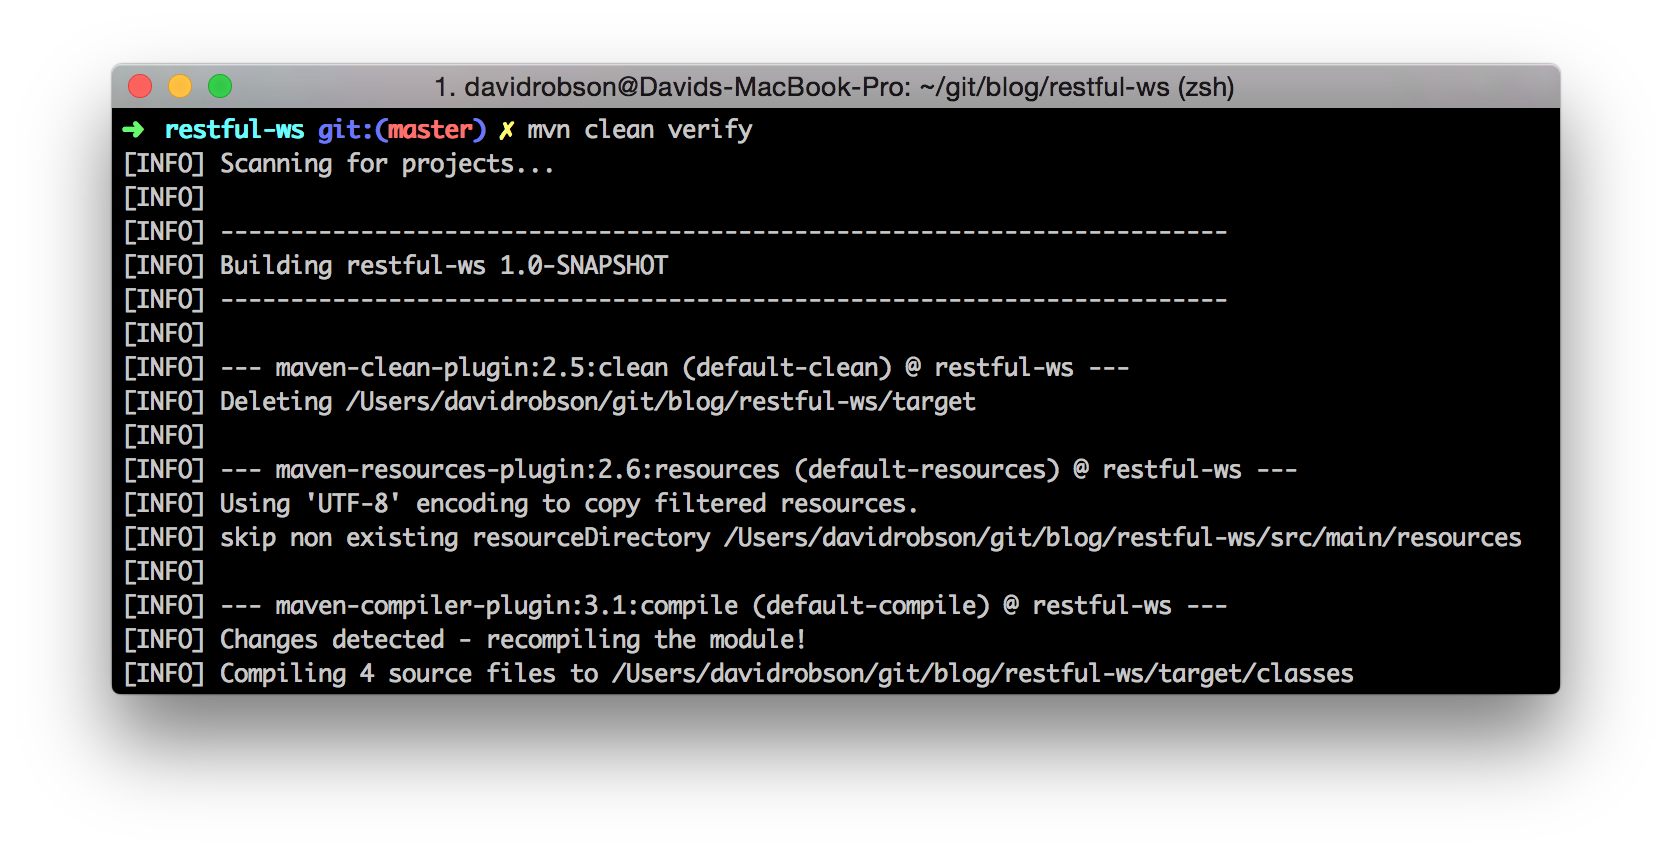 1. davidrobson@Davids-MacBook-Pro: ~/git/blog/restful-ws (zsh)
➜ restful-ws git:(master) ✗ mvn clean verify
[INFO] Scanning for projects...
[INFO]
[INFO] ------------------------------------------------------------------------
[INFO] Building restful-ws 1.0-SNAPSHOT
[INFO] ------------------------------------------------------------------------
[INFO]
[INFO] --- maven-clean-plugin:2.5:clean (default-clean) @ restful-ws ---
[INFO] Deleting /Users/davidrobson/git/blog/restful-ws/target
[INFO]
[INFO] --- maven-resources-plugin:2.6:resources (default-resources) @ restful-ws ---
[INFO] Using 'UTF-8' encoding to copy filtered resources.
[INFO] skip non existing resourceDirectory /Users/davidrobson/git/blog/restful-ws/src/main/resources
[INFO]
[INFO] --- maven-compiler-plugin:3.1:compile (default-compile) @ restful-ws ---
[INFO] Changes detected - recompiling the module!
[INFO] Compiling 4 source files to /Users/davidrobson/git/blog/restful-ws/target/classes